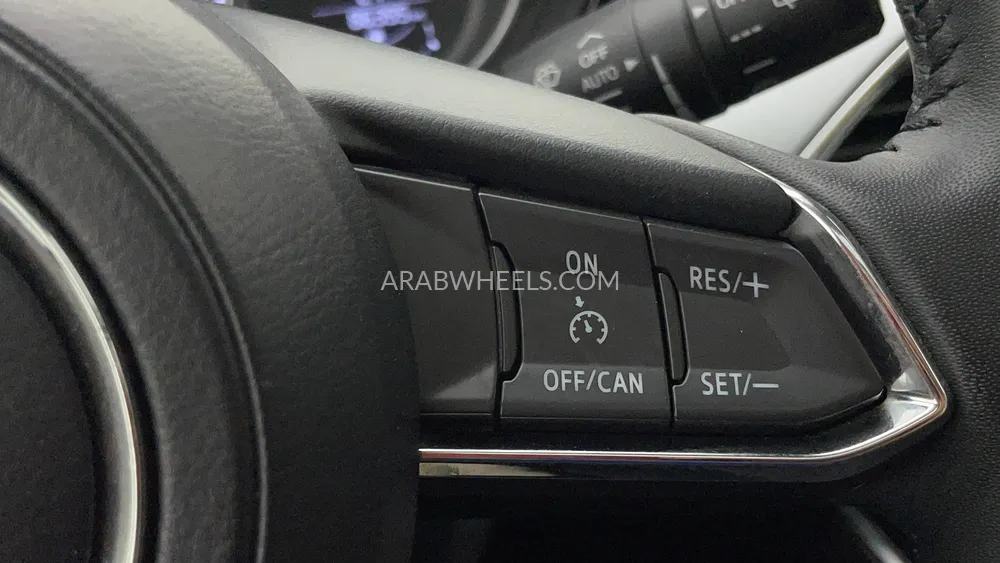 OFF
AUTO
ON
ARABWHEELS.COM
RES/+
OFF/CAN
SET/—